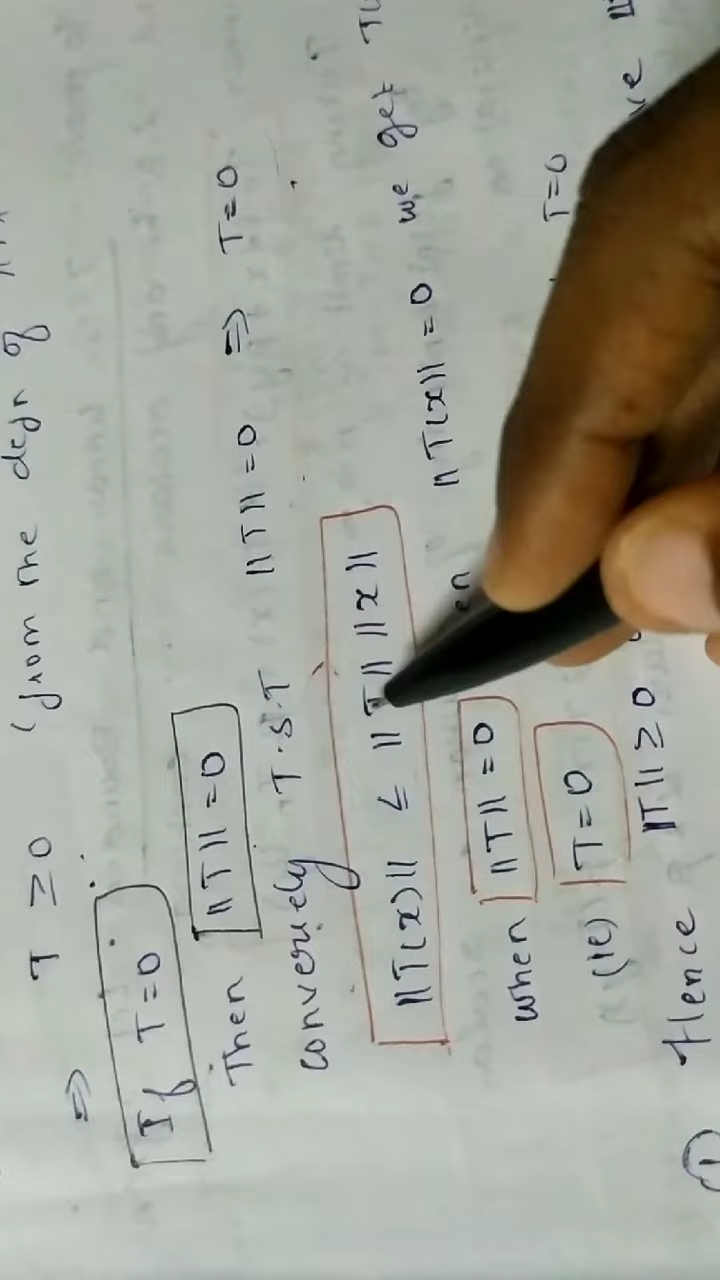 ⇒ T ≥ 0 (from the defn of
If T=0
Then ||T||=0
conversely T.S.T ||T||=0 ⇒ T=0
||T(x)|| ≤ ||T|| ||x||
when ||T||=0 ||T(x)||=0 we get
(ie) T=0 T=0
① Hence ||T|| ≥ 0